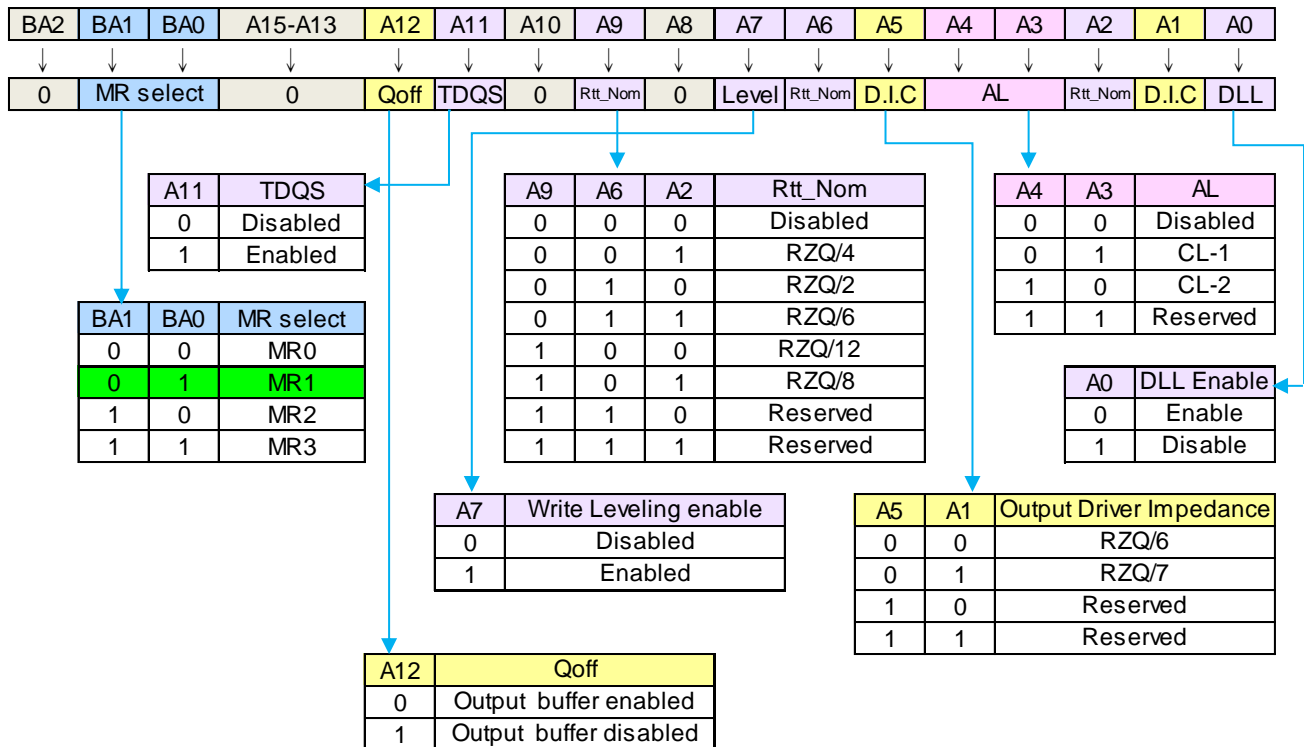 BA2 BA1 BA0 A15-A13 A12 A11 A10 A9 A8 A7 A6 A5 A4 A3 A2 A1 A0
0 MR select 0 Qoff TDQS 0 Rtt_Nom 0 Level Rtt_Nom D.I.C AL Rtt_Nom D.I.C DLL
A11 TDQS
0 Disabled
1 Enabled
A9 A6 A2 Rtt_Nom
0 0 0 Disabled
0 0 1 RZQ/4
0 1 0 RZQ/2
0 1 1 RZQ/6
1 0 0 RZQ/12
1 0 1 RZQ/8
1 1 0 Reserved
1 1 1 Reserved
A4 A3 AL
0 0 Disabled
0 1 CL-1
1 0 CL-2
1 1 Reserved
BA1 BA0 MR select
0 0 MR0
0 1 MR1
1 0 MR2
1 1 MR3
A0 DLL Enable
0 Enable
1 Disable
A7 Write Leveling enable
0 Disabled
1 Enabled
A5 A1 Output Driver Impedance
0 0 RZQ/6
0 1 RZQ/7
1 0 Reserved
1 1 Reserved
A12 Qoff
0 Output buffer enabled
1 Output buffer disabled